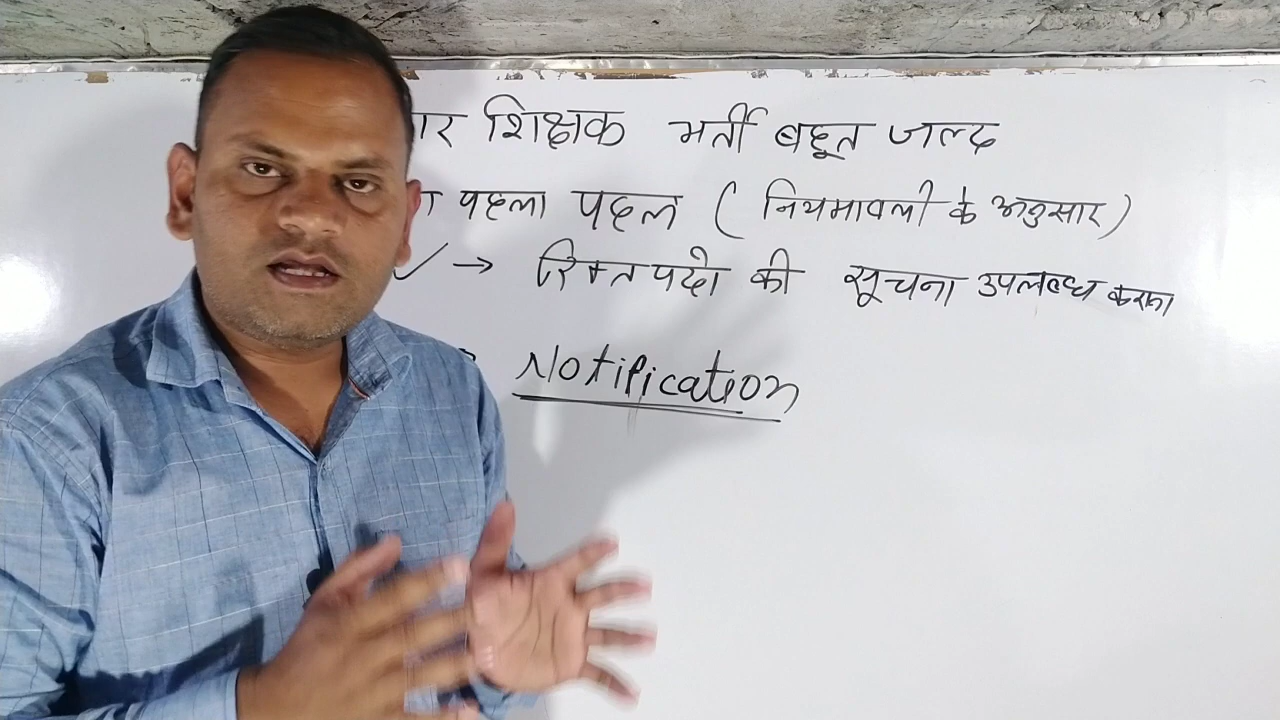 शिक्षक भर्ती बहुत जल्द
पहला पहल ( नियमावली के अनुसार )
✓ → रिक्त पदो की सूचना उपलब्ध कराना
Notification